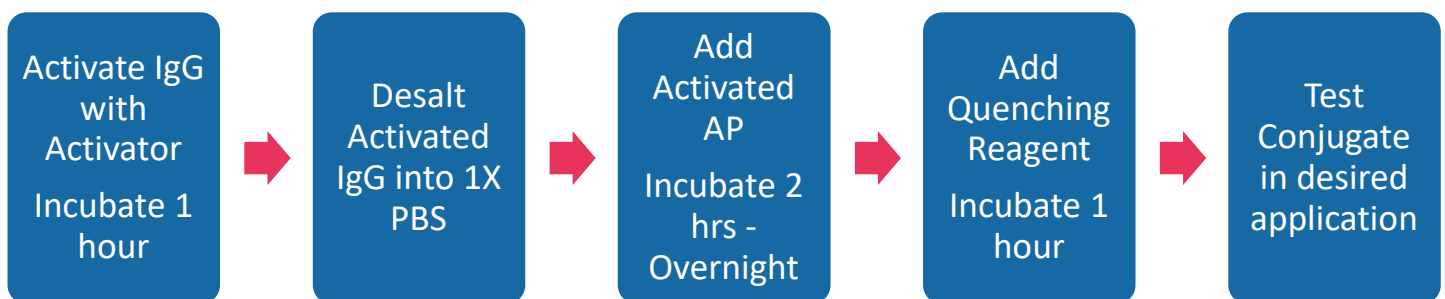 Activate IgG
with
Activator
Incubate 1
hour
Desalt
Activated
IgG into 1X
PBS
Add
Activated
AP
Incubate 2
hrs -
Overnight
Add
Quenching
Reagent
Incubate 1
hour
Test
Conjugate
in desired
application